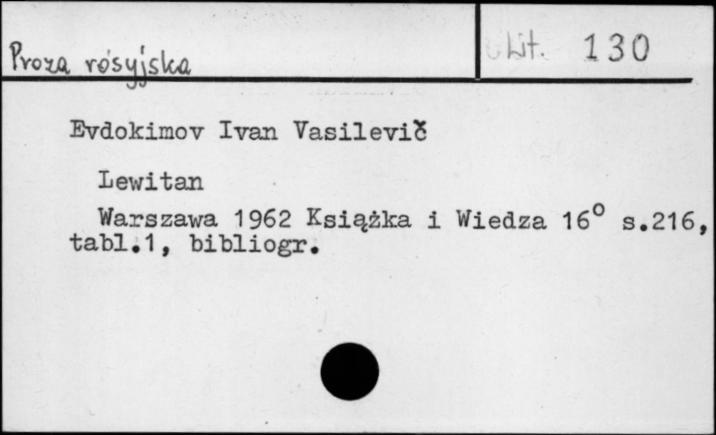 Proza rosyjska
Lit. 130
Evdokimov Ivan Vasilevič
Lewitan
Warszawa 1962 Książka i Wiedza 16° s.216,
tabl.1, bibliogr.